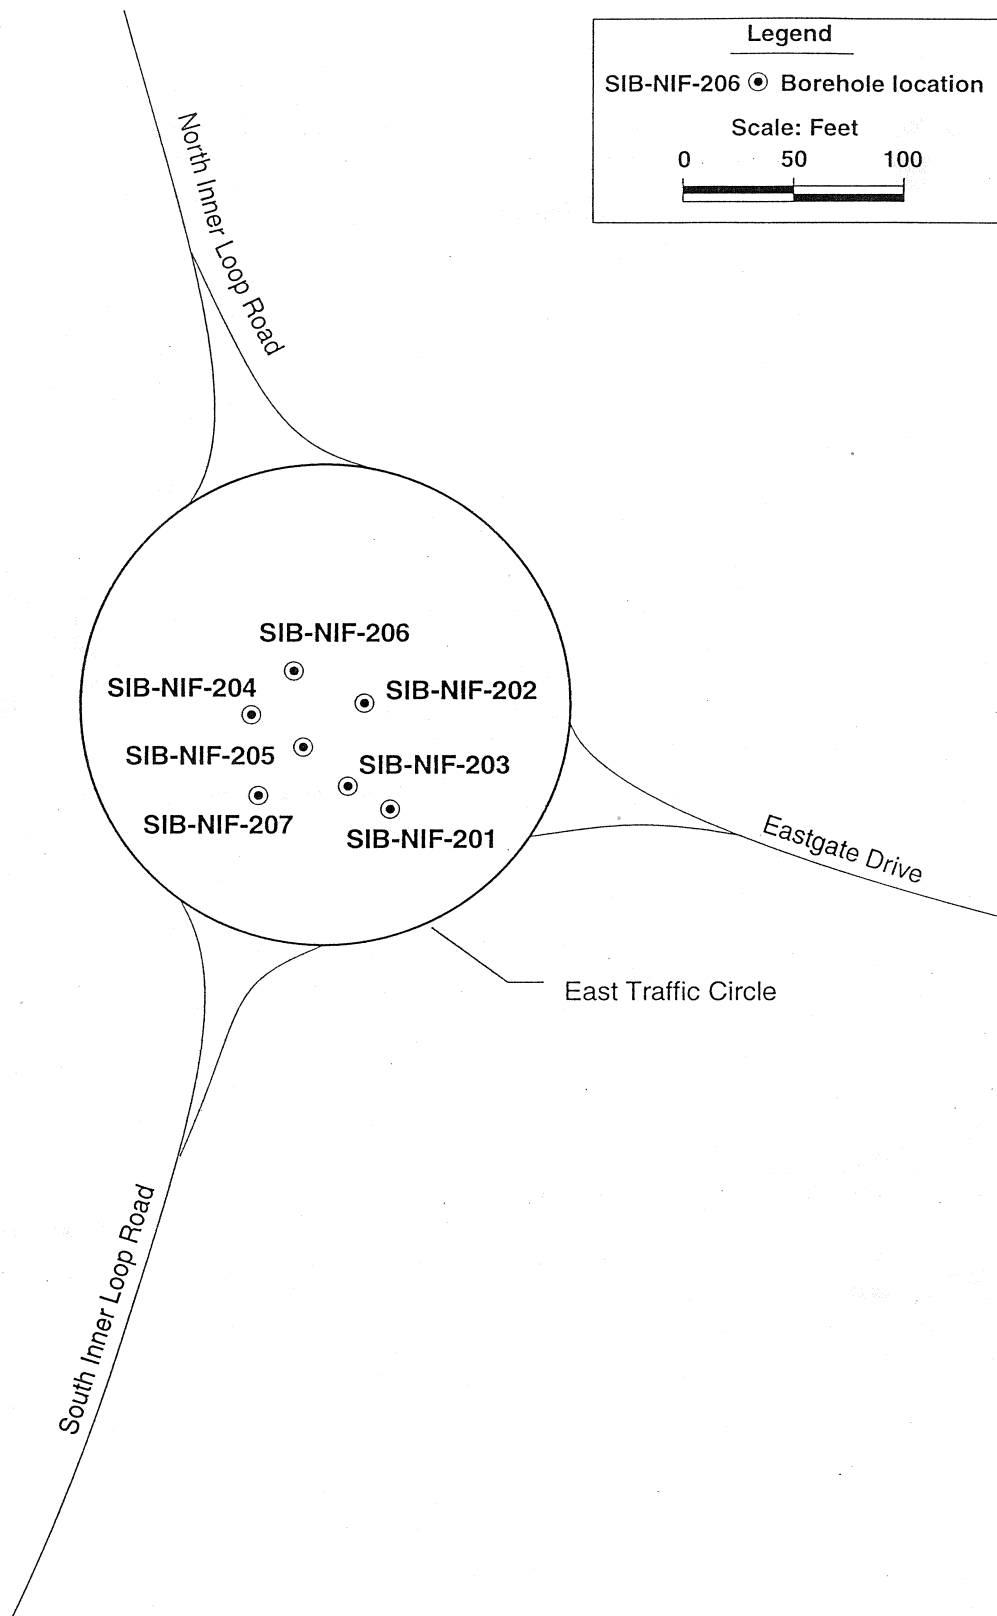 Legend
SIB-NIF-206 Borehole location
Scale: Feet
0 50 100
North Inner Loop Road
SIB-NIF-206
SIB-NIF-204
SIB-NIF-202
SIB-NIF-205
SIB-NIF-203
SIB-NIF-207
SIB-NIF-201
Eastgate Drive
East Traffic Circle
South Inner Loop Road